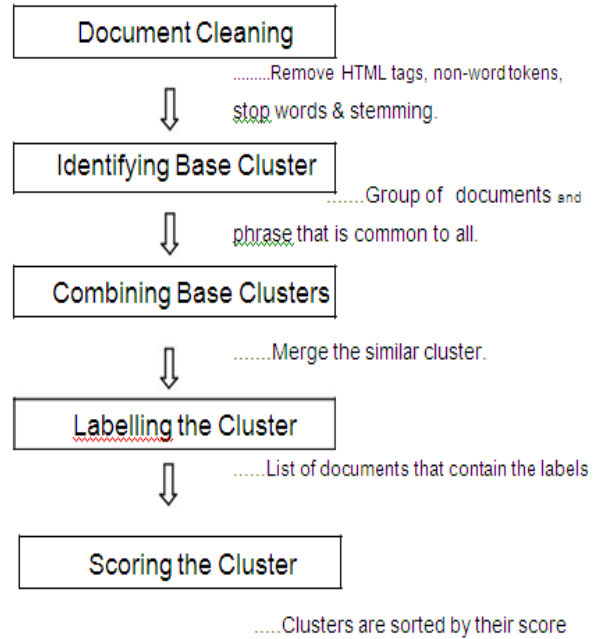 Document Cleaning
.........Remove HTML tags, non-word tokens,
stop words & stemming.
Identifying Base Cluster
.......Group of documents and
phrase that is common to all.
Combining Base Clusters
.......Merge the similar cluster.
Labelling the Cluster
......List of documents that contain the labels
Scoring the Cluster
.....Clusters are sorted by their score